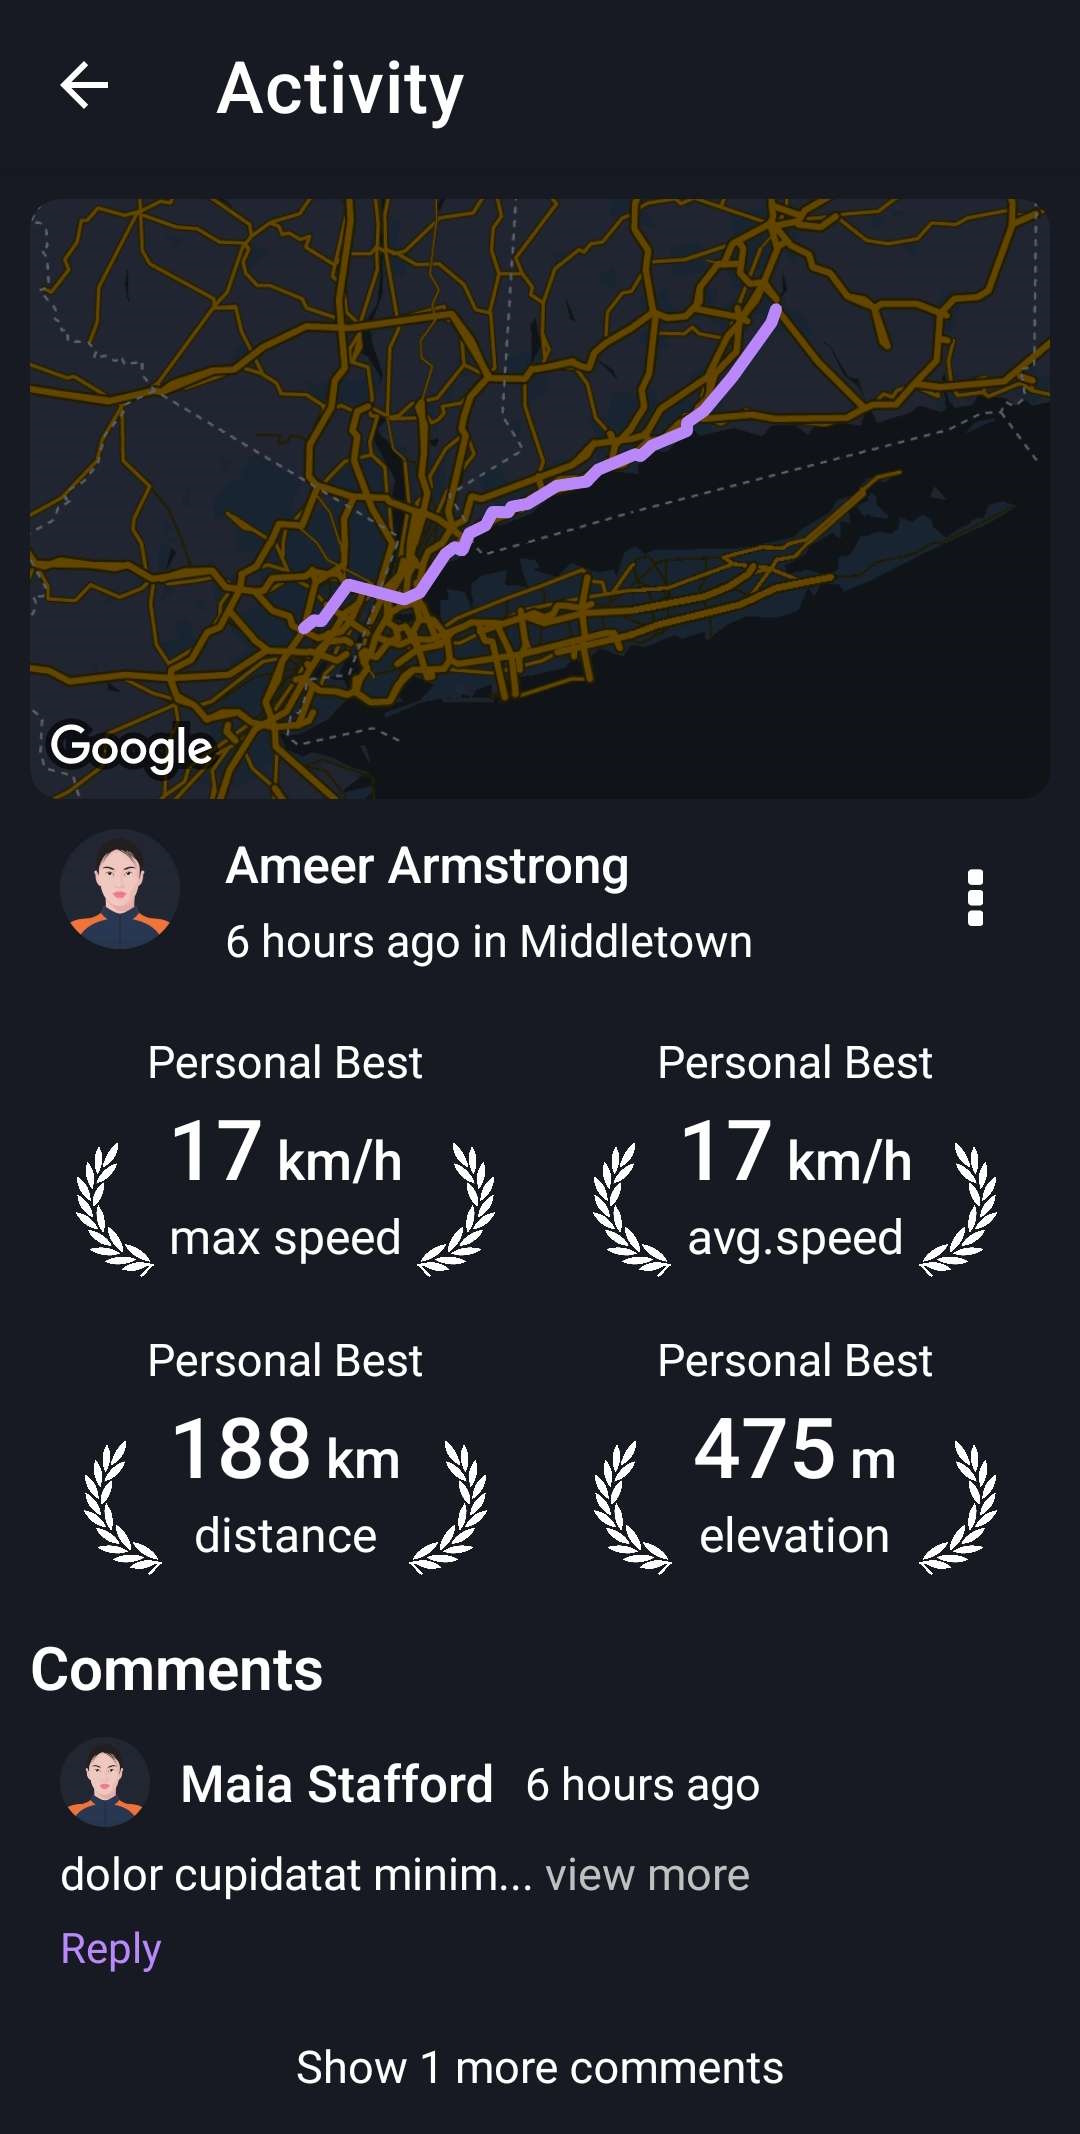 Activity
Google
Ameer Armstrong
6 hours ago in Middletown
Personal Best
17 km/h
max speed
Personal Best
17 km/h
avg.speed
Personal Best
188 km
distance
Personal Best
475 m
elevation
Comments
Maia Stafford 6 hours ago
dolor cupidatat minim... view more
Reply
Show 1 more comments